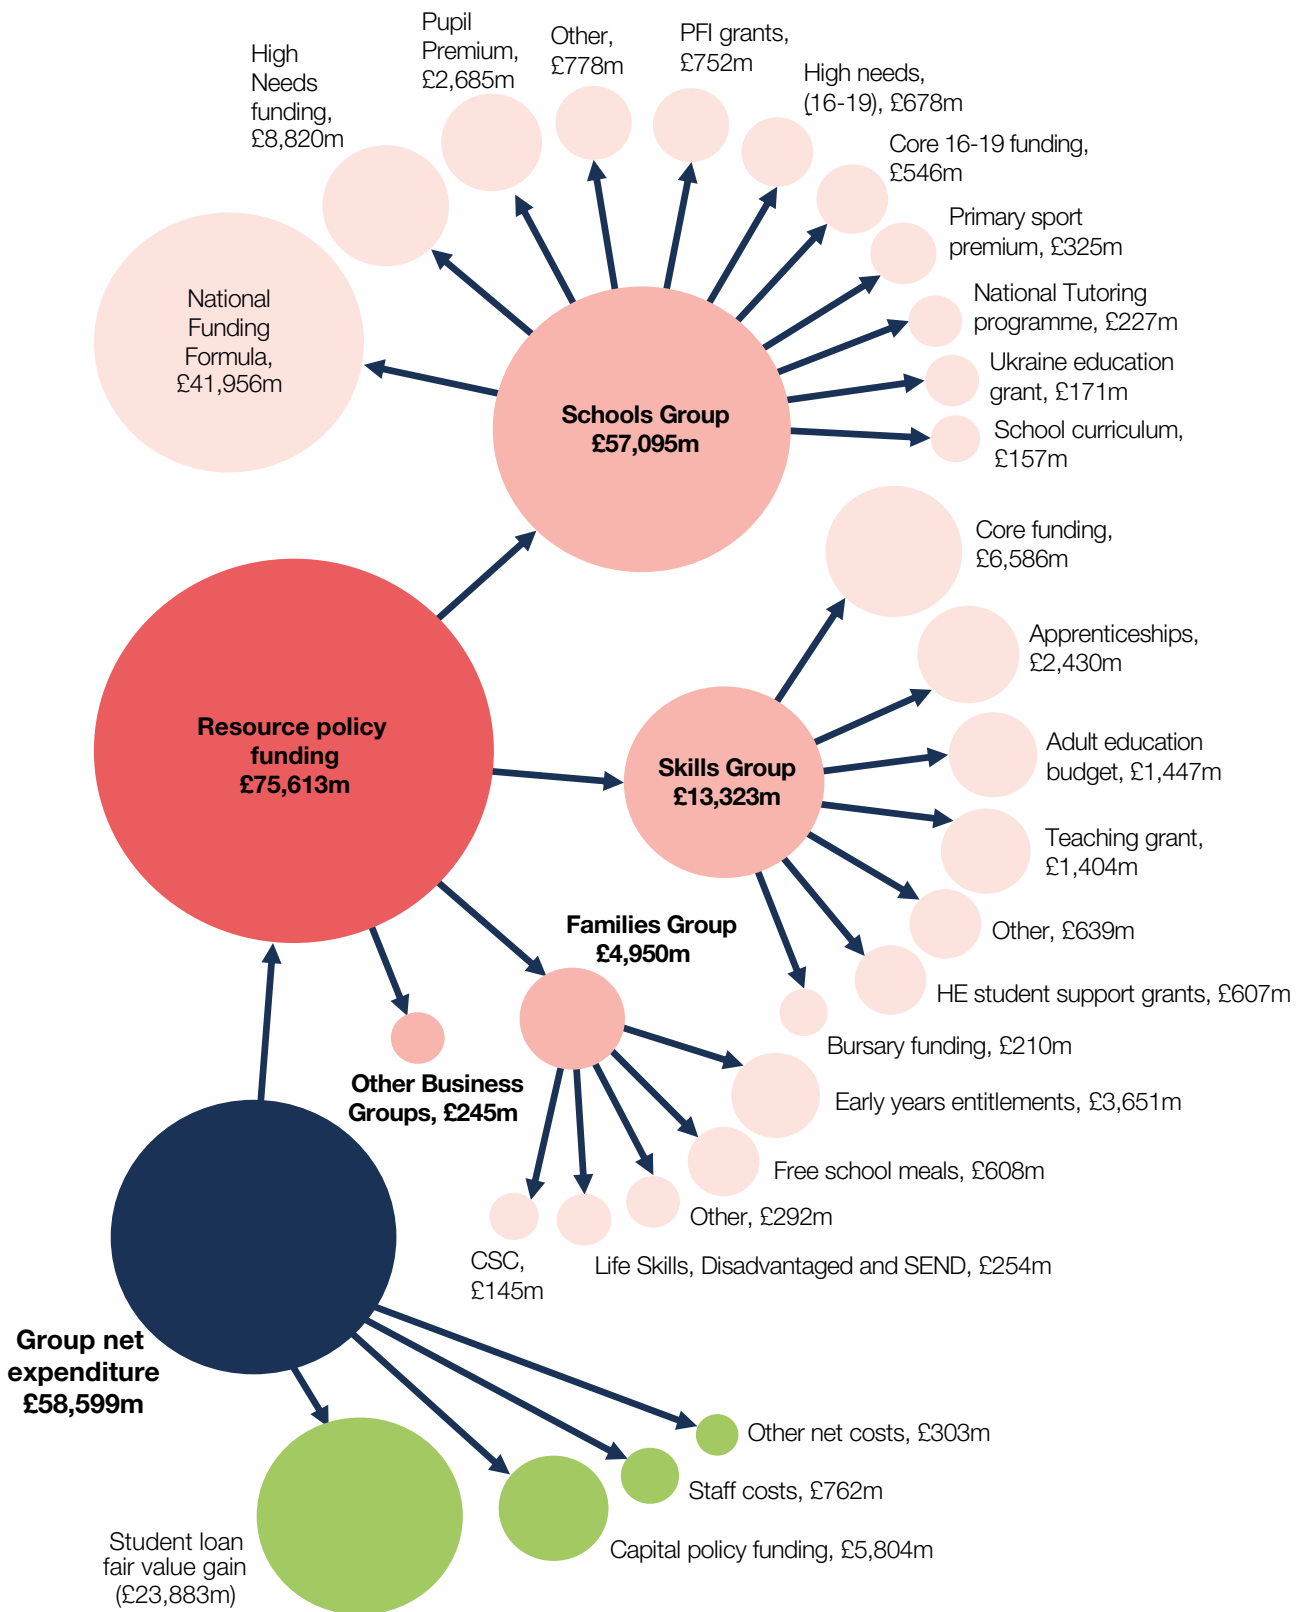 High
Needs
funding,
£8,820m
Pupil
Premium,
£2,685m
Other,
£778m
PFI grants,
£752m
High needs,
(16-19), £678m
Core 16-19 funding,
£546m
Primary sport
premium, £325m
National Tutoring
programme, £227m
Ukraine education
grant, £171m
School curriculum,
£157m
National
Funding
Formula,
£41,956m
Schools Group
£57,095m
Core funding,
£6,586m
Apprenticeships,
£2,430m
Adult education
budget, £1,447m
Teaching grant,
£1,404m
Other, £639m
HE student support grants, £607m
Bursary funding, £210m
Resource policy
funding
£75,613m
Skills Group
£13,323m
Families Group
£4,950m
Other Business
Groups, £245m
Early years entitlements, £3,651m
Free school meals, £608m
Other, £292m
Life Skills, Disadvantaged and SEND, £254m
CSC,
£145m
Group net
expenditure
£58,599m
Other net costs, £303m
Staff costs, £762m
Capital policy funding, £5,804m
Student loan
fair value gain
(£23,883m)